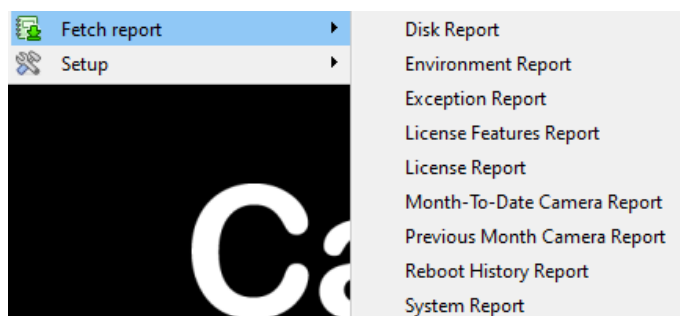 Fetch report
Setup
Disk Report
Environment Report
Exception Report
License Features Report
License Report
Month-To-Date Camera Report
Previous Month Camera Report
Reboot History Report
System Report
Ca